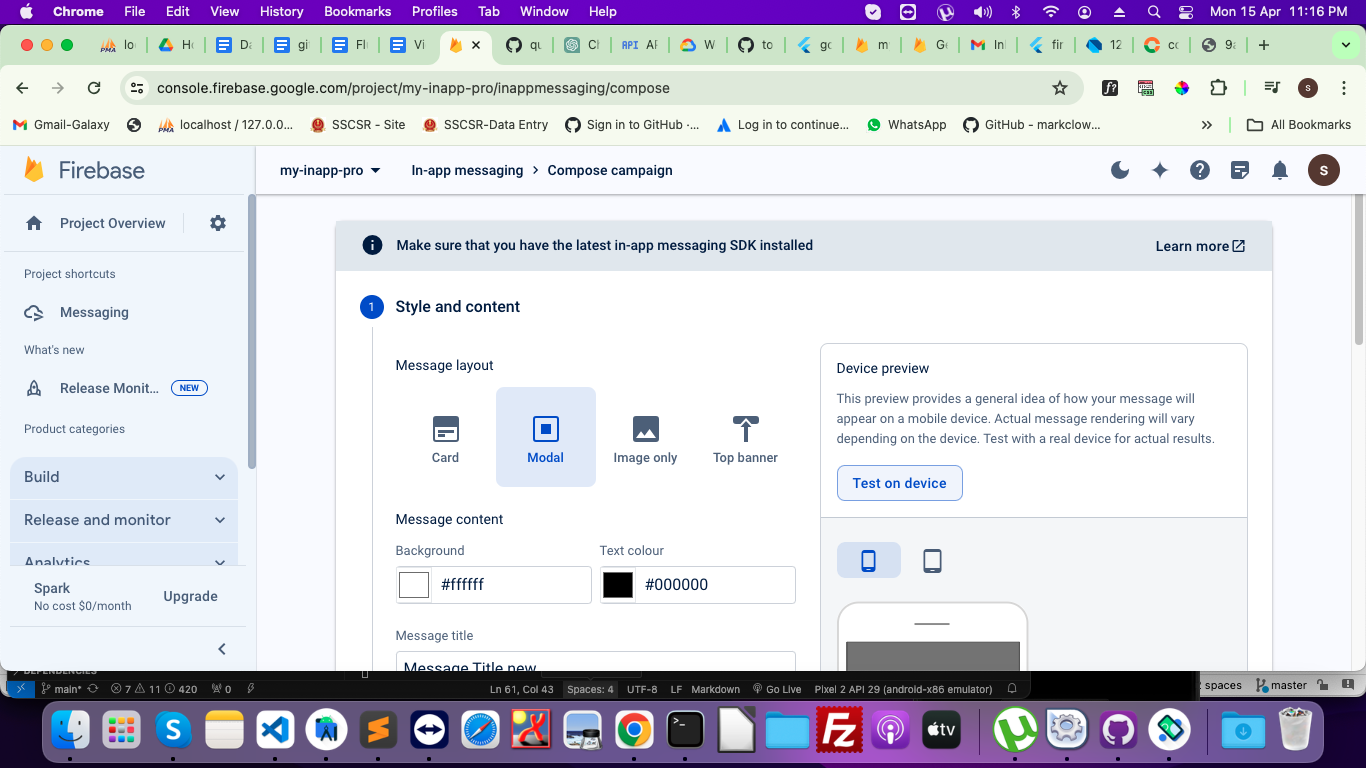 Chrome File Edit View History Bookmarks Profiles Tab Window Help Mon 15 Apr 11:16 PM
console.firebase.google.com/project/my-inapp-pro/inappmessaging/compose
Gmail-Galaxy localhost / 127.0.0... SSCSR - Site SSCSR-Data Entry Sign in to GitHub ·... Log in to continue... WhatsApp GitHub - markclow... » All Bookmarks
Firebase
my-inapp-pro In-app messaging > Compose campaign
S
Project Overview
Make sure that you have the latest in-app messaging SDK installed
Learn more
Project shortcuts
Messaging
What's new
Release Monit... NEW
Product categories
Build
Release and monitor
Analytics
Spark
No cost $0/month
Upgrade
1 Style and content
Message layout
Card Modal Image only Top banner
Message content
Background Text colour
#ffffff #000000
Message title
Message Title new
Device preview
This preview provides a general idea of how your message will
appear on a mobile device. Actual message rendering will vary
depending on the device. Test with a real device for actual results.
Test on device
DEPENDENCIES
main* 7 11 420 0 Ln 61, Col 43 Spaces: 4 UTF-8 LF Markdown Go Live Pixel 2 API 29 (android-x86 emulator)
spaces master
tv